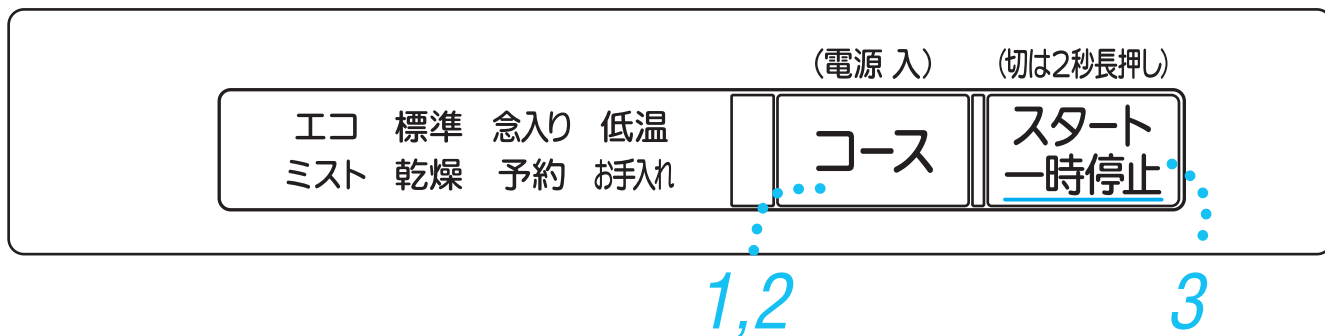 (電源 入)
(切は2秒長押し)
エコ 標準 念入り 低温
ミスト 乾燥 予約 お手入れ
コース
スタート
一時停止
1,2
3